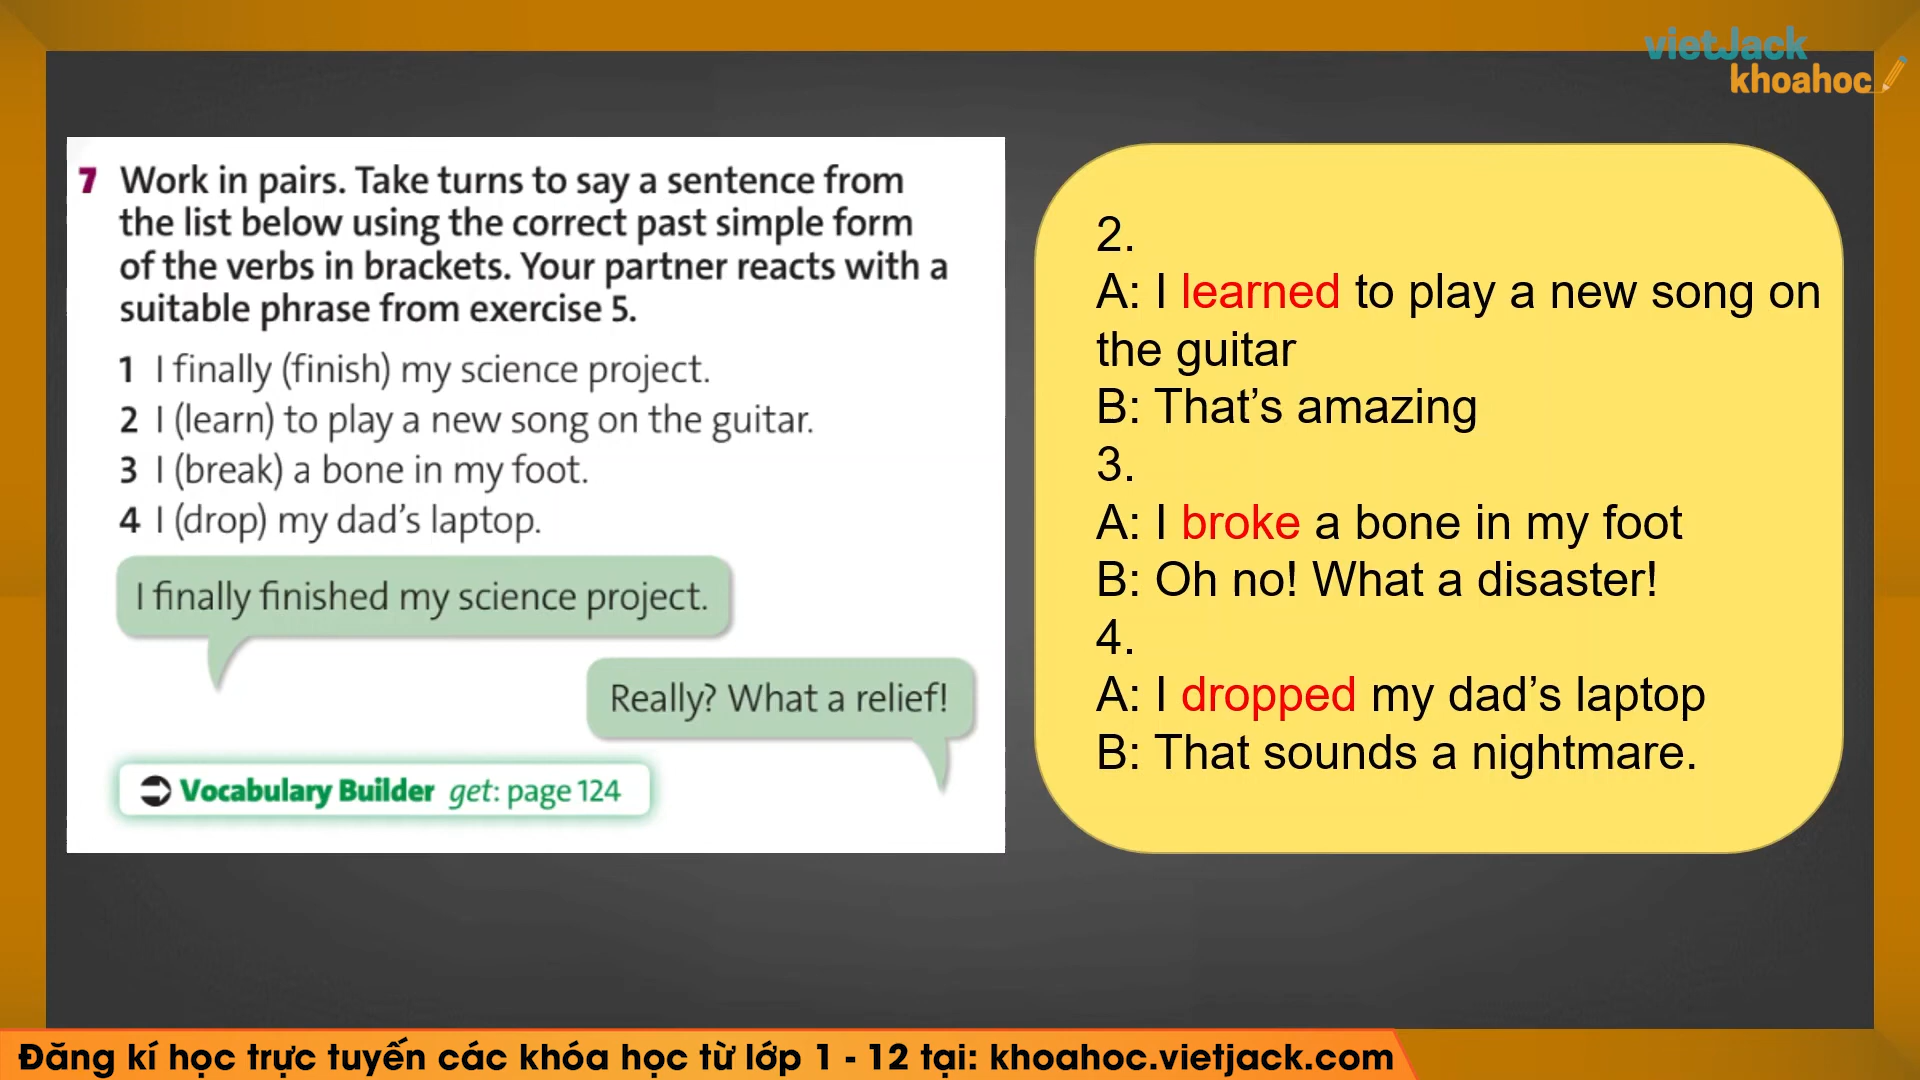 vietJack
khoahoc
7 Work in pairs. Take turns to say a sentence from
the list below using the correct past simple form
of the verbs in brackets. Your partner reacts with a
suitable phrase from exercise 5.
1 I finally (finish) my science project.
2 I (learn) to play a new song on the guitar.
3 I (break) a bone in my foot.
4 I (drop) my dad's laptop.
I finally finished my science project.
Really? What a relief!
Vocabulary Builder get: page 124
2.
A: I learned to play a new song on
the guitar
B: That’s amazing
3.
A: I broke a bone in my foot
B: Oh no! What a disaster!
4.
A: I dropped my dad’s laptop
B: That sounds a nightmare.
Đăng kí học trực tuyến các khóa học từ lớp 1 - 12 tại: khoahoc.vietjack.com